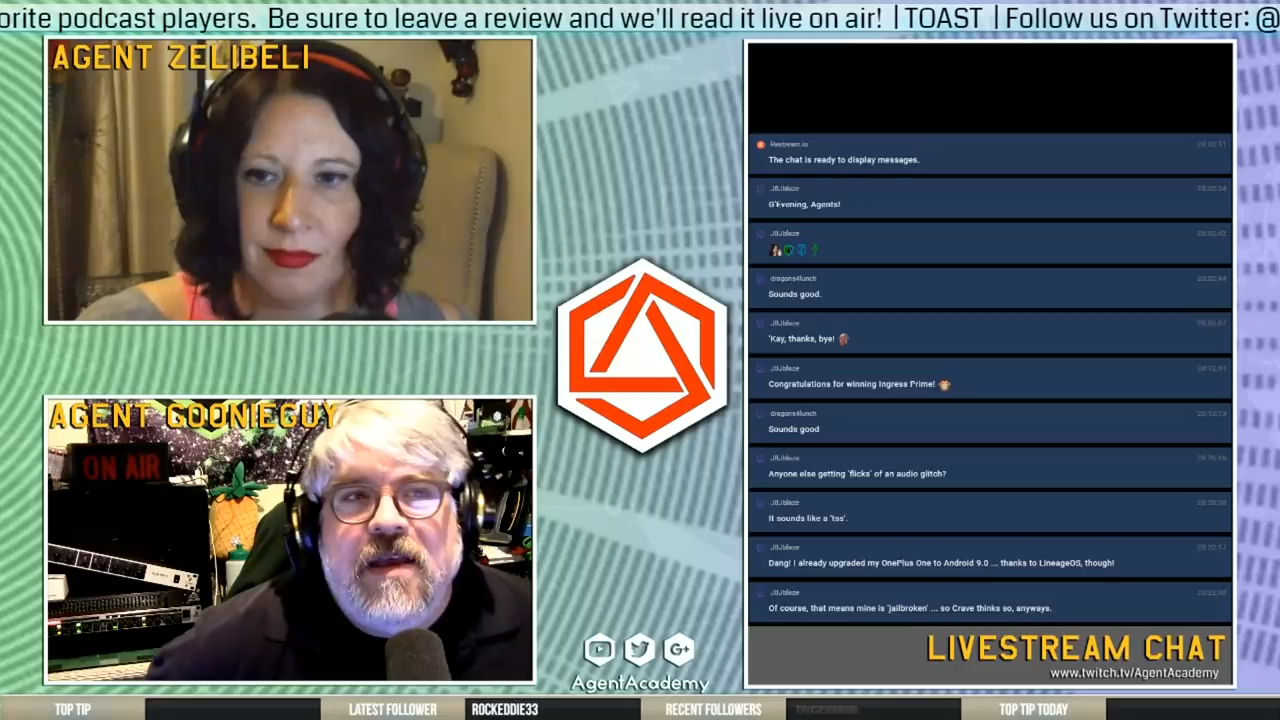 orite podcast players. Be sure to leave a review and we'll read it live on air! | TOAST | Follow us on Twitter: @
AGENT ZELIBELI
AGENT GOONIEGUY
ON AIR
Restream.io
The chat is ready to display messages.
JBJblaze
G'Evening, Agents!
JBJblaze
dragons4lunch
Sounds good.
JBJblaze
'Kay, thanks, bye!
JBJblaze
Congratulations for winning Ingress Prime!
dragons4lunch
Sounds good
JBJblaze
Anyone else getting 'flicks' of an audio glitch?
JBJblaze
It sounds like a 'tss'.
JBJblaze
Dang! I already upgraded my OnePlus One to Android 9.0 ... thanks to LineageOS, though!
JBJblaze
Of course, that means mine is 'jailbroken' ... so Crave thinks so, anyways.
LIVESTREAM CHAT
www.twitch.tv/AgentAcademy
G+
AgentAcademy
TOP TIP
LATEST FOLLOWER
ROCKEDDIE33
RECENT FOLLOWERS
TOP TIP TODAY